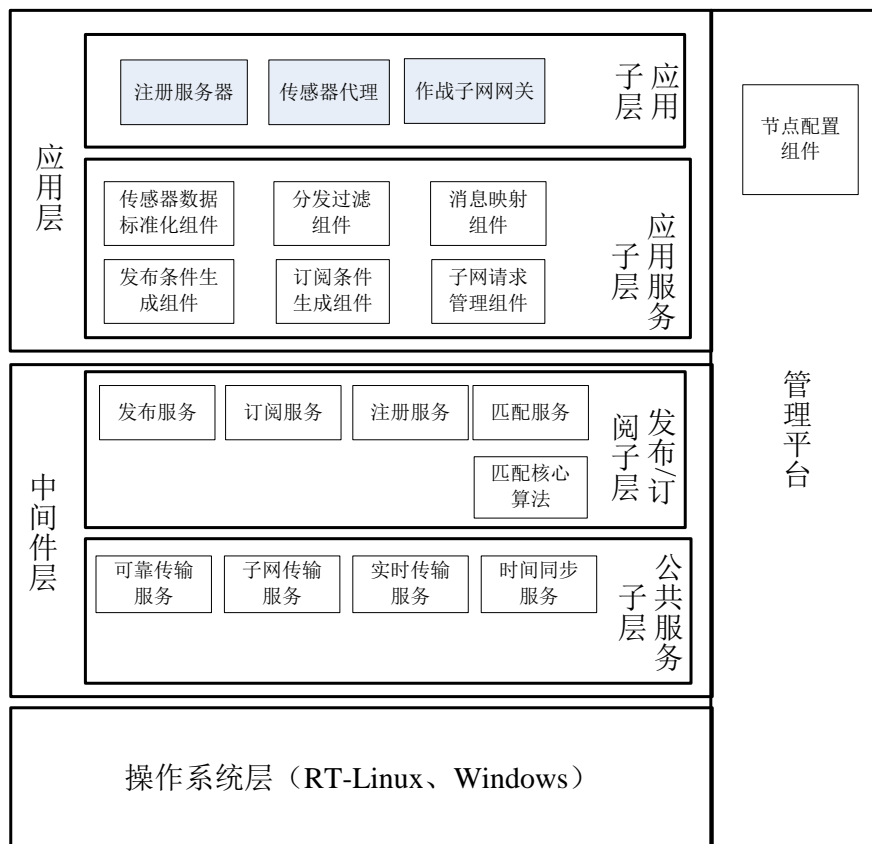 注册服务器
传感器代理
作战子网网关
应用
子层
节点配置
组件
应用层
传感器数据
标准化组件
分发过滤
组件
消息映射
组件
发布条件生
成组件
订阅条件
生成组件
子网请求
管理组件
应用服务
子层
管理平台
中间件层
发布服务
订阅服务
注册服务
匹配服务
匹配核心
算法
发布/订
阅子层
可靠传输
服务
子网传输
服务
实时传输
服务
时间同步
服务
公共服务
子层
操作系统层（RT-Linux、Windows）